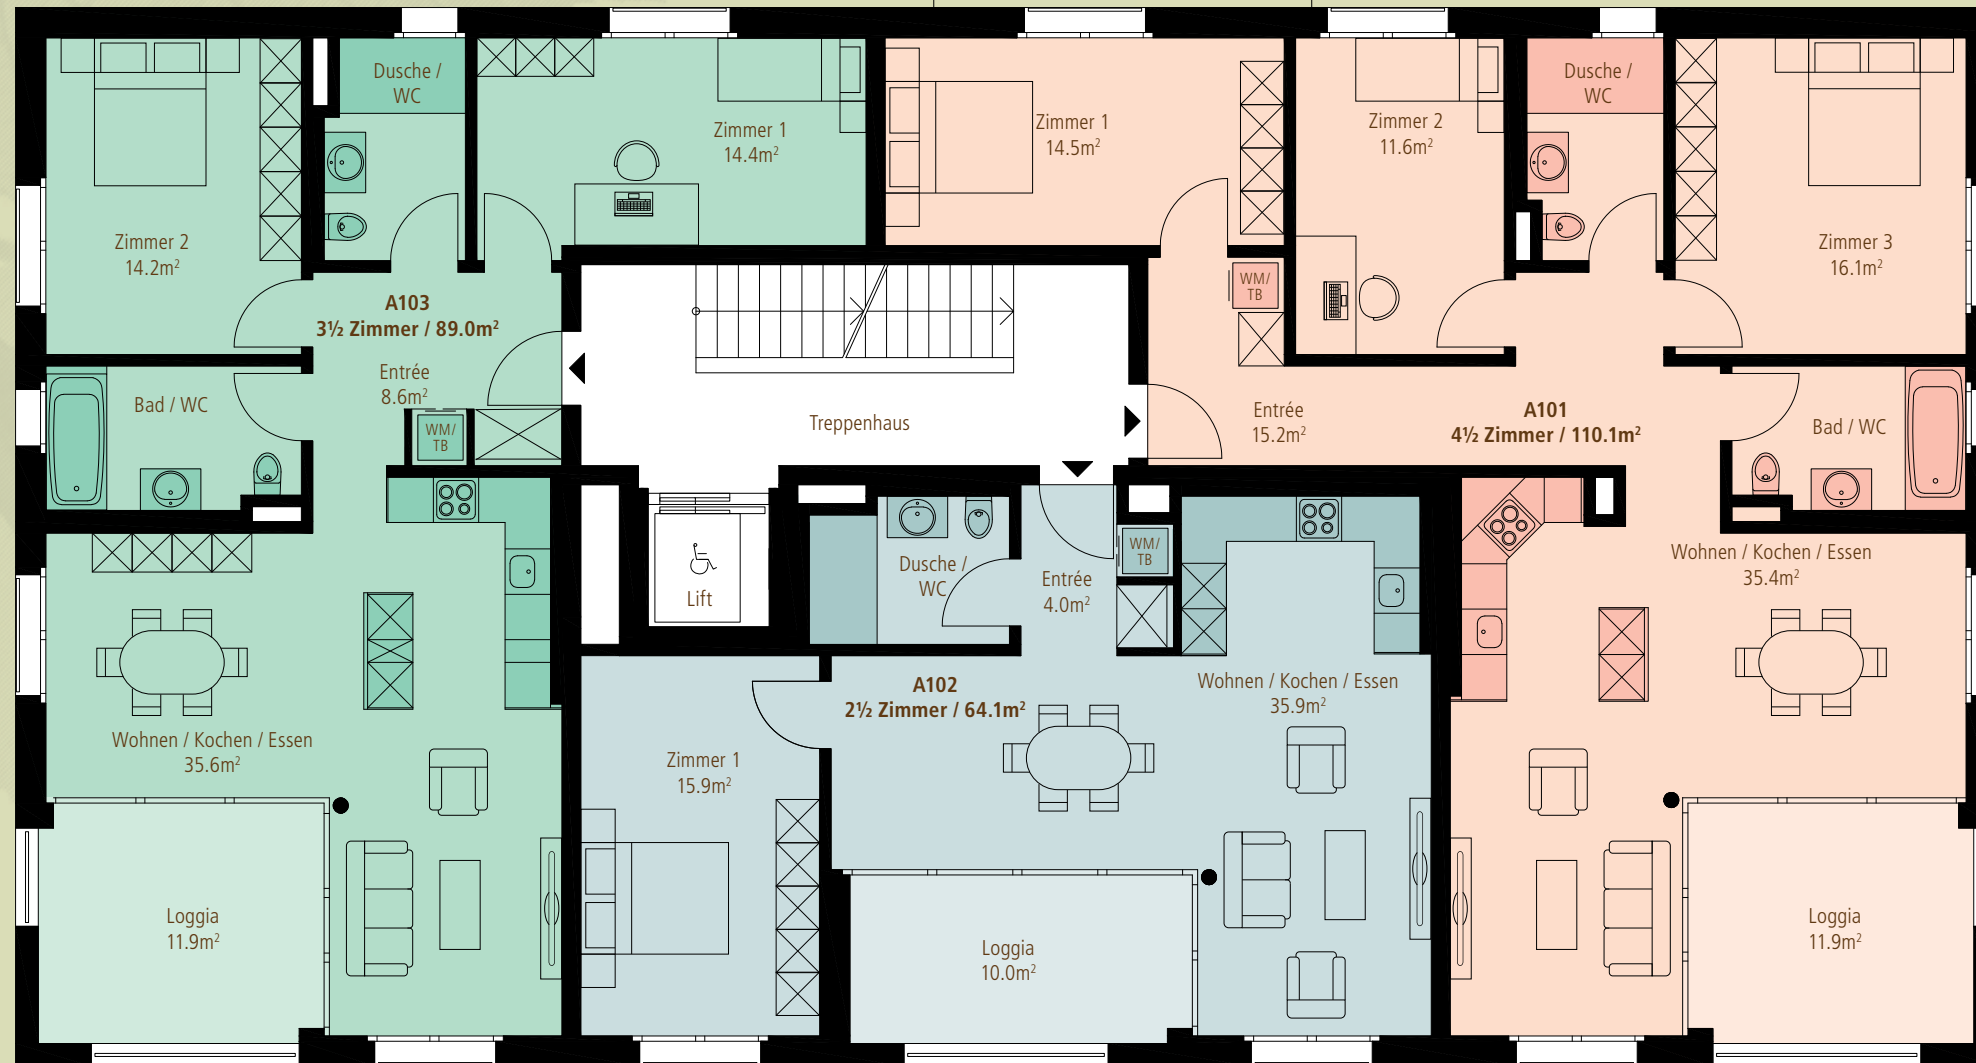 Dusche /
WC
Zimmer 1
14.4m²
Zimmer 2
14.2m²
A103
3½ Zimmer / 89.0m²
Entrée
8.6m²
WM/
TB
Bad / WC
Wohnen / Kochen / Essen
35.6m²
Loggia
11.9m²
Treppenhaus
Lift
Zimmer 1
14.5m²
Zimmer 2
11.6m²
Dusche /
WC
Zimmer 3
16.1m²
WM/
TB
Entrée
15.2m²
A101
4½ Zimmer / 110.1m²
Bad / WC
Wohnen / Kochen / Essen
35.4m²
Loggia
11.9m²
Dusche /
WC
Entrée
4.0m²
WM/
TB
A102
2½ Zimmer / 64.1m²
Wohnen / Kochen / Essen
35.9m²
Zimmer 1
15.9m²
Loggia
10.0m²